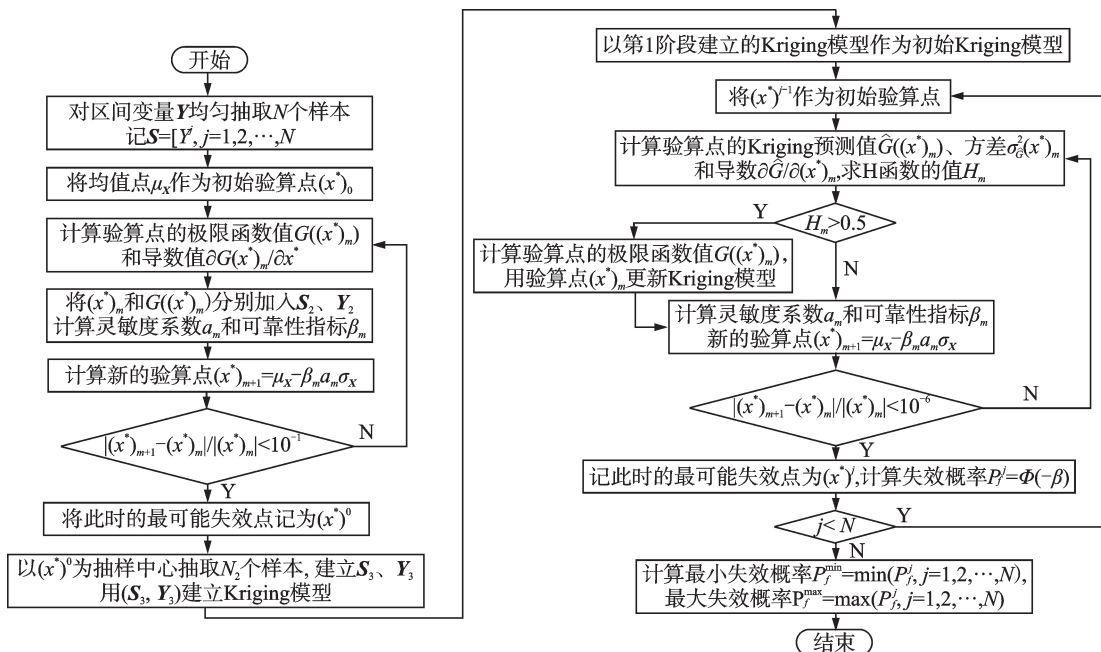 开始
对区间变量Y均匀抽取N个样本
记S=[Y^j, j=1,2,⋯,N
将均值点μ_X作为初始验算点(x^*)_0
计算验算点的极限函数值G((x^*)_m)
和导数值∂G(x^*)_m/∂x^*
将(x^*)_m和G((x^*)_m)分别加入S_2、Y_2
计算灵敏度系数a_m和可靠性指标β_m
计算新的验算点(x^*)_{m+1}=μ_X−β_m a_m σ_X
|(x^*)_{m+1}−(x^*)_m|/|(x^*)_m|<10^{−1}
N
Y
将此时的最可能失效点记为(x^*)^0
以(x^*)^0为抽样中心抽取N_2个样本, 建立S_3、Y_3
用(S_3, Y_3)建立Kriging模型
以第1阶段建立的Kriging模型作为初始Kriging模型
将(x^*)^{j−1}作为初始验算点
计算验算点的Kriging预测值Ĝ((x^*)_m)、方差σ_G^2(x^*)_m
和导数∂Ĝ/∂(x^*)_m,求H函数的值H_m
Y
H_m>0.5
计算验算点的极限函数值G((x^*)_m),
用验算点(x^*)_m更新Kriging模型
N
计算灵敏度系数a_m和可靠性指标β_m
新的验算点(x^*)_{m+1}=μ_X−β_m a_m σ_X
|(x^*)_{m+1}−(x^*)_m|/|(x^*)_m|<10^{−6}
N
Y
记此时的最可能失效点为(x^*)^j,计算失效概率P_f^j=Φ(−β)
j<N
Y
N
计算最小失效概率P_f^{min}=min(P_f^j, j=1,2,⋯,N),
最大失效概率P_f^{max}=max(P_f^j, j=1,2,⋯,N)
结束